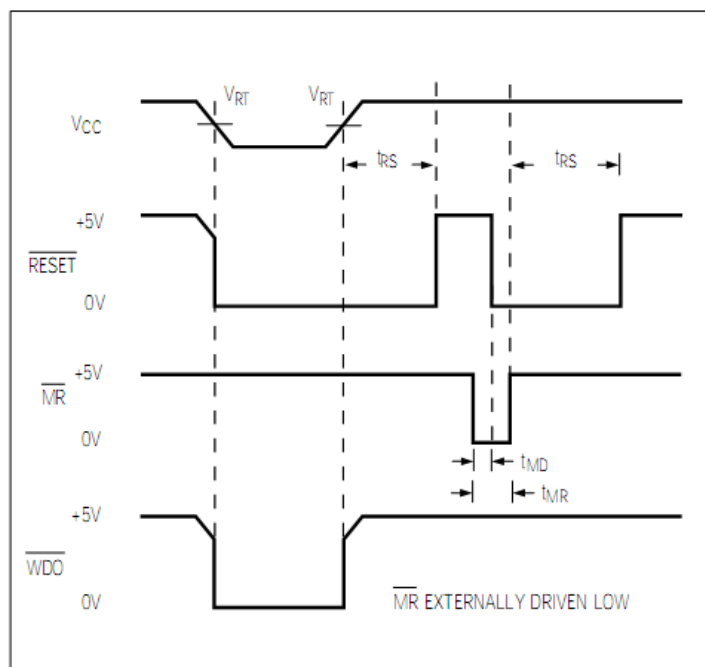 VRT VRT
VCC
tRS tRS
+5V
RESET
0V
+5V
MR
0V
tMD
tMR
+5V
WDO
0V
MR EXTERNALLY DRIVEN LOW